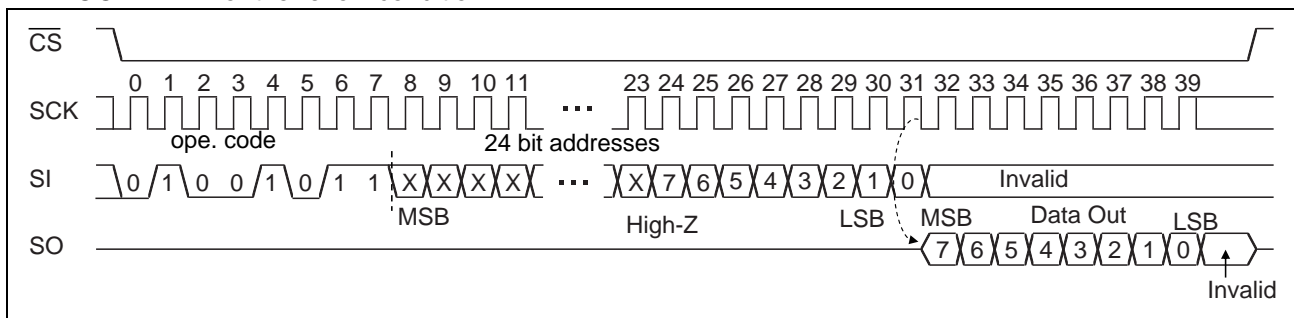 CS
0 1 2 3 4 5 6 7 8 9 10 11 23 24 25 26 27 28 29 30 31 32 33 34 35 36 37 38 39
SCK ...
ope. code 24 bit addresses
SI 0 1 0 0 1 0 1 1 X X X X ... X 7 6 5 4 3 2 1 0 Invalid
MSB High-Z LSB MSB Data Out LSB
SO 7 6 5 4 3 2 1 0
Invalid